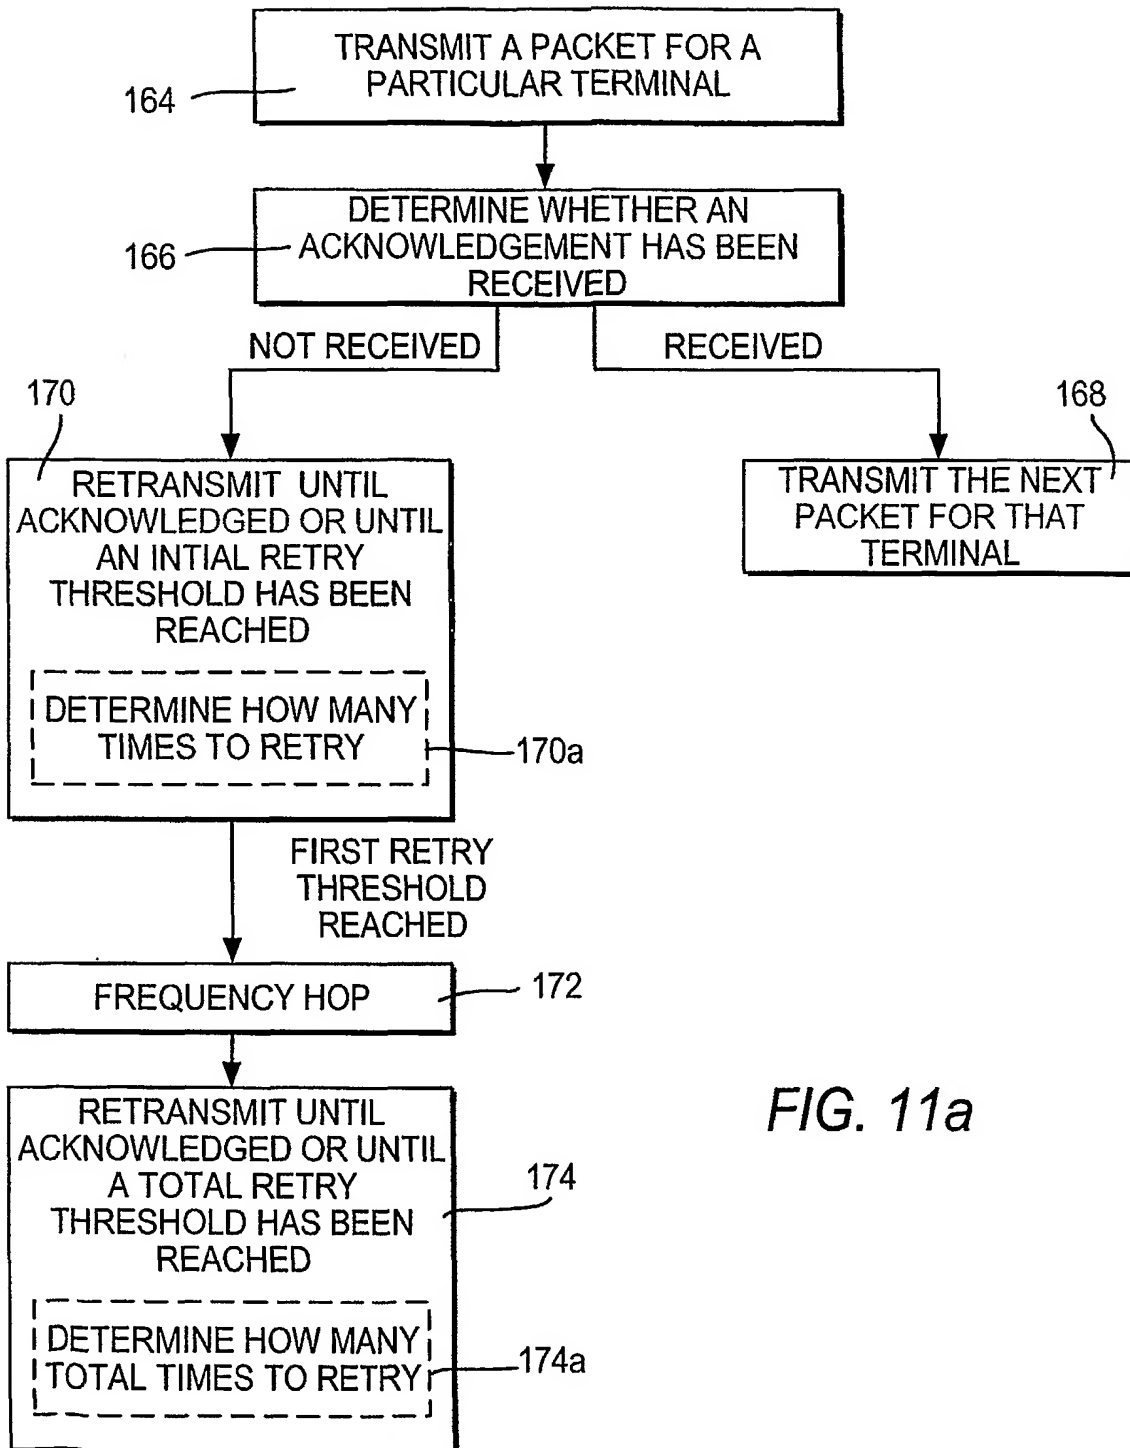 TRANSMIT A PACKET FOR A
PARTICULAR TERMINAL
164
DETERMINE WHETHER AN
ACKNOWLEDGEMENT HAS BEEN
RECEIVED
166
NOT RECEIVED
RECEIVED
170
168
RETRANSMIT UNTIL
ACKNOWLEDGED OR UNTIL
AN INTIAL RETRY
THRESHOLD HAS BEEN
REACHED
TRANSMIT THE NEXT
PACKET FOR THAT
TERMINAL
DETERMINE HOW MANY
TIMES TO RETRY
170a
FIRST RETRY
THRESHOLD
REACHED
FREQUENCY HOP
172
RETRANSMIT UNTIL
ACKNOWLEDGED OR UNTIL
A TOTAL RETRY
THRESHOLD HAS BEEN
REACHED
174
FIG. 11a
DETERMINE HOW MANY
TOTAL TIMES TO RETRY
174a